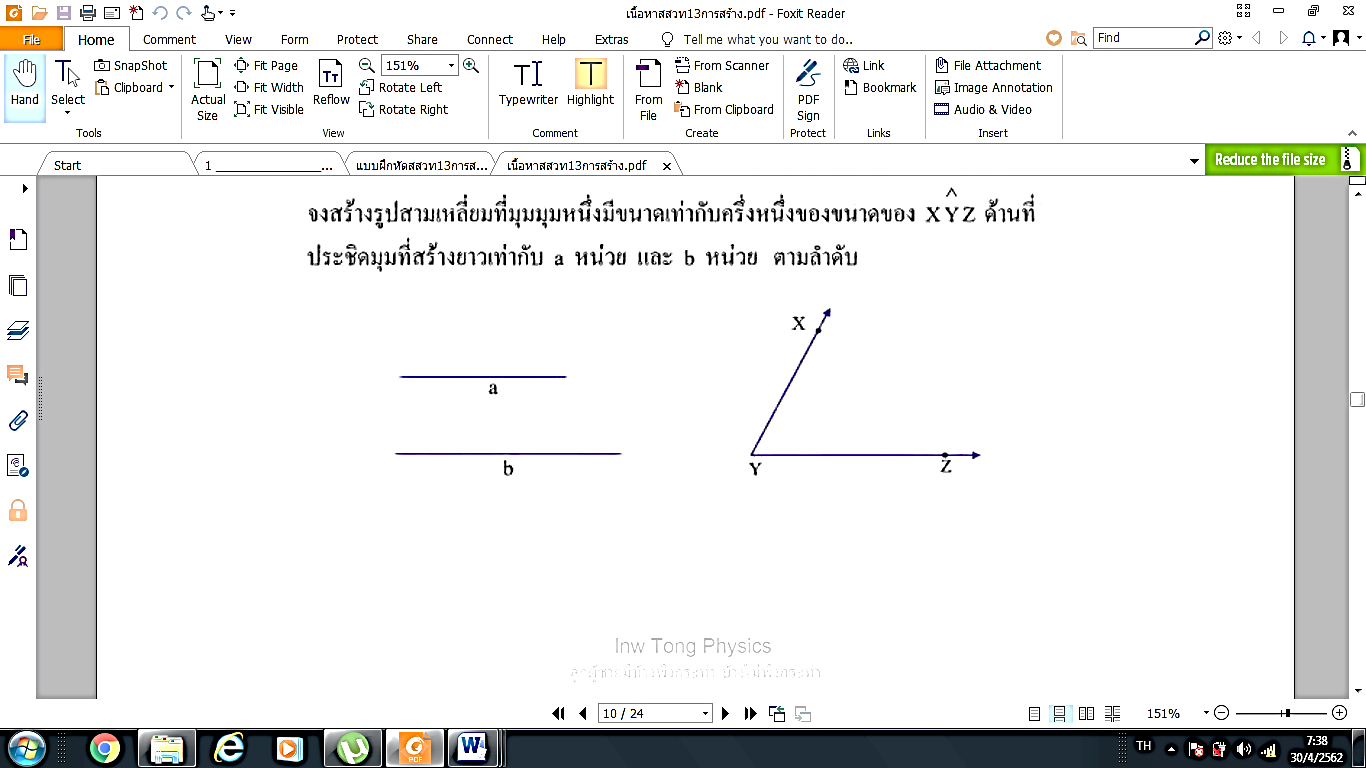 เนื้อหาสสวท13การสร้าง.pdf - Foxit Reader
File Home Comment View Form Protect Share Connect Help Extras Tell me what you want to do.. Find
Hand Select SnapShot Clipboard Actual Size Fit Page Fit Width Fit Visible Reflow 151% Rotate Left Rotate Right Typewriter Highlight From File From Scanner Blank From Clipboard PDF Sign Link Bookmark File Attachment Image Annotation Audio & Video
Tools View Comment Create Protect Links Insert
Start 1 _________________... แบบฝึกหัดสสวท13การส... เนื้อหาสสวท13การสร้าง.pdf Reduce the file size
จงสร้างรูปสามเหลี่ยมที่มุมมุมหนึ่งมีขนาดเท่ากับครึ่งหนึ่งของขนาดของ XŶZ ด้านที่
ประชิดมุมที่สร้างยาวเท่ากับ a หน่วย และ b หน่วย ตามลำดับ
X
a
b
Y Z
Inw Tong Physics
10 / 24 151%
TH 7:38
30/4/2562